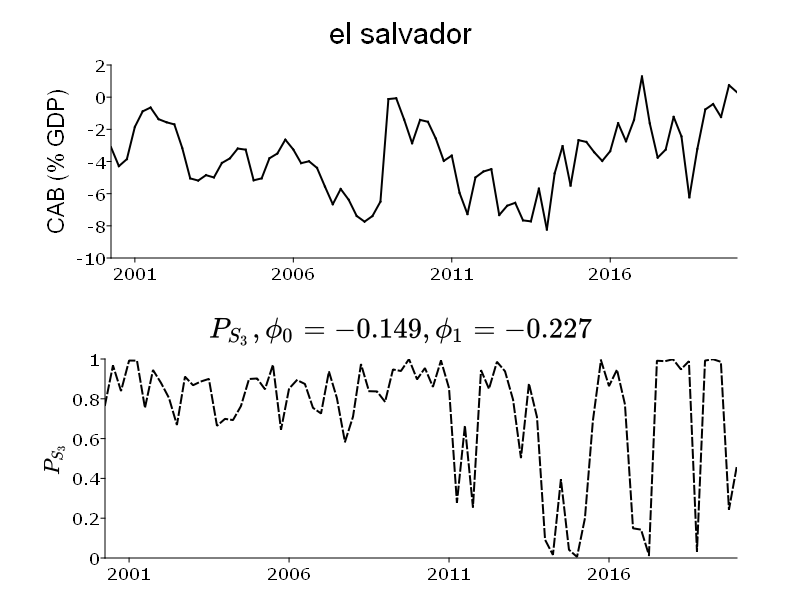 el salvador
CAB (% GDP)
2
0
-2
-4
-6
-8
-10
2001 2006 2011 2016
P_{S_3}, ϕ_0 = −0.149, ϕ_1 = −0.227
P_{S_3}
1
0.8
0.6
0.4
0.2
0
2001 2006 2011 2016